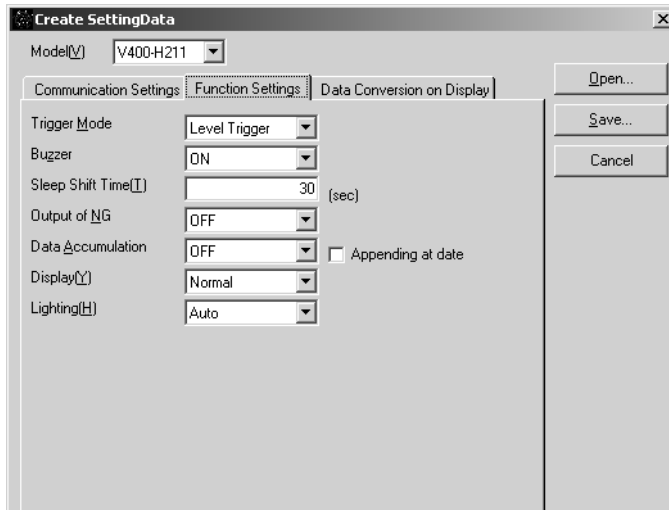 Create SettingData
Model(V) V400-H211
Communication Settings Function Settings Data Conversion on Display
Trigger Mode Level Trigger
Buzzer ON
Sleep Shift Time(T) 30 (sec)
Output of NG OFF
Data Accumulation OFF Appending at date
Display(Y) Normal
Lighting(H) Auto
Open...
Save...
Cancel